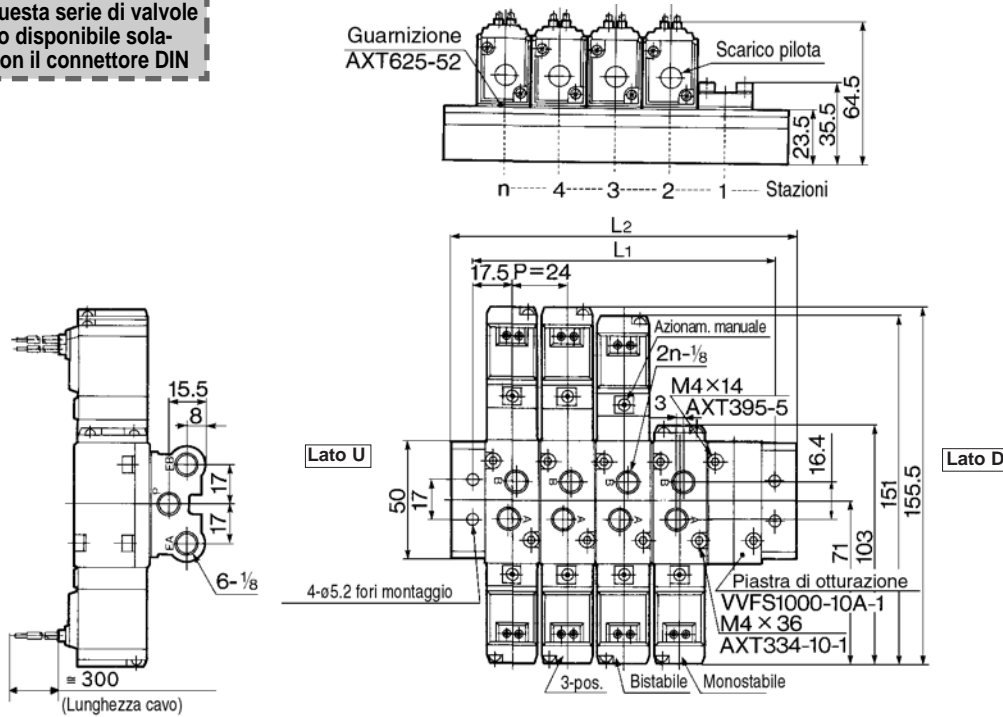 uesta serie di valvole
o disponibile sola-
on il connettore DIN
Guarnizione
AXT625-52
Scarico pilota
23.5
35.5
64.5
n 4 3 2 1 Stazioni
L2
L1
17.5 P=24
Azionam. manuale
2n-⅛
M4×14
3 AXT395-5
15.5
8
Lato U
Lato D
50
17
16.4
EB
P
EA
17
17
B B B B
A A A A
71
103
151
155.5
6-⅛
4-ø5.2 fori montaggio
Piastra di otturazione
VVFS1000-10A-1
M4×36
AXT334-10-1
≅ 300
(Lunghezza cavo)
3-pos.
Bistabile
Monostabile